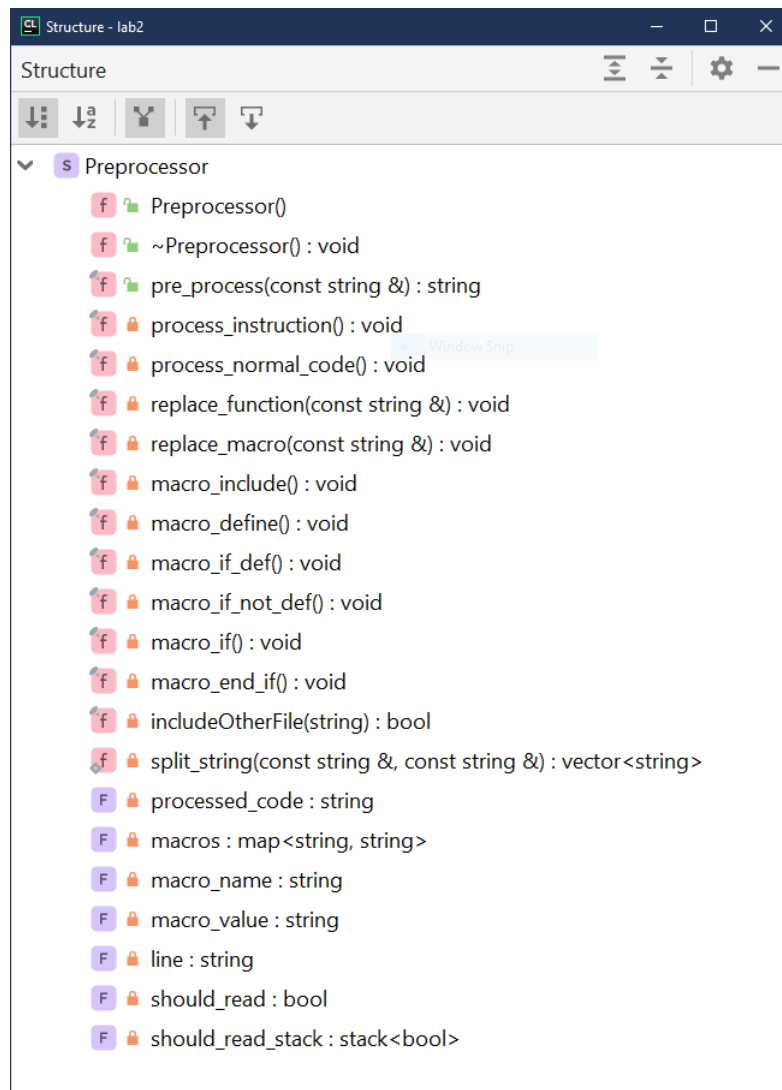 CL Structure - lab2
Structure
a z
S Preprocessor
f Preprocessor()
f ~Preprocessor() : void
f pre_process(const string &) : string
f process_instruction() : void
Window Snip
f process_normal_code() : void
f replace_function(const string &) : void
f replace_macro(const string &) : void
f macro_include() : void
f macro_define() : void
f macro_if_def() : void
f macro_if_not_def() : void
f macro_if() : void
f macro_end_if() : void
f includeOtherFile(string) : bool
f split_string(const string &, const string &) : vector<string>
F processed_code : string
F macros : map<string, string>
F macro_name : string
F macro_value : string
F line : string
F should_read : bool
F should_read_stack : stack<bool>